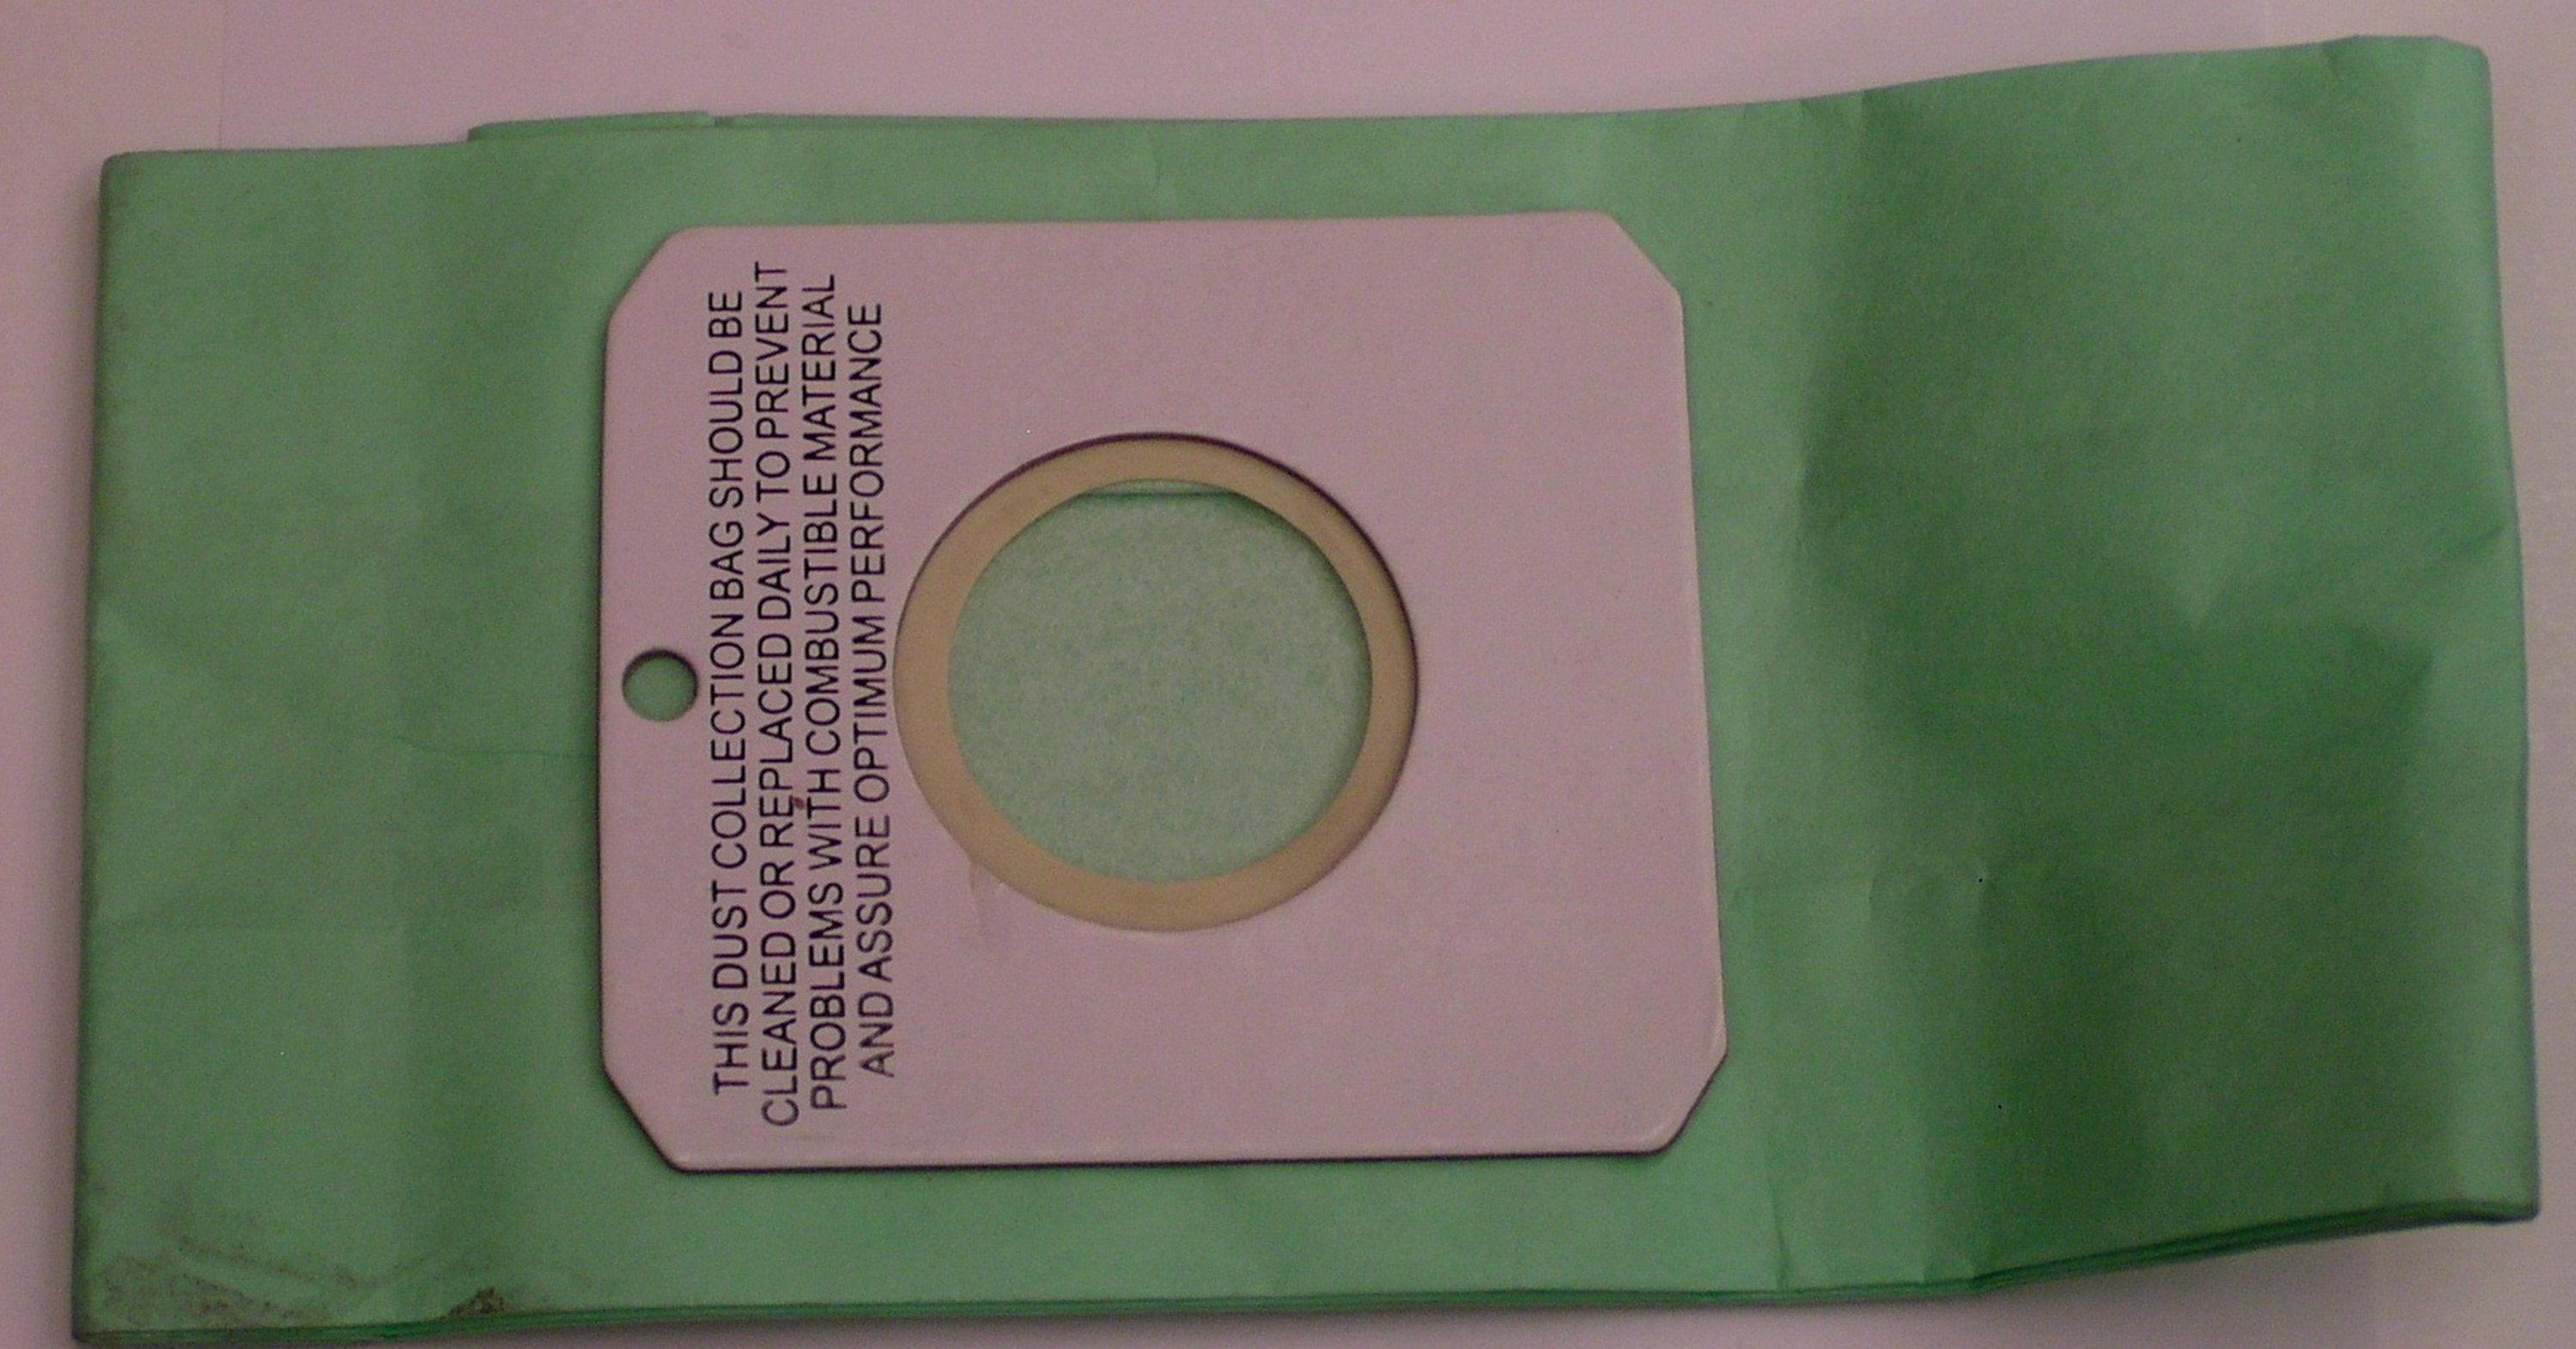 THIS DUST COLLECTION BAG SHOULD BE
CLEANED OR REPLACED DAILY TO PREVENT
PROBLEMS WITH COMBUSTIBLE MATERIAL
AND ASSURE OPTIMUM PERFORMANCE